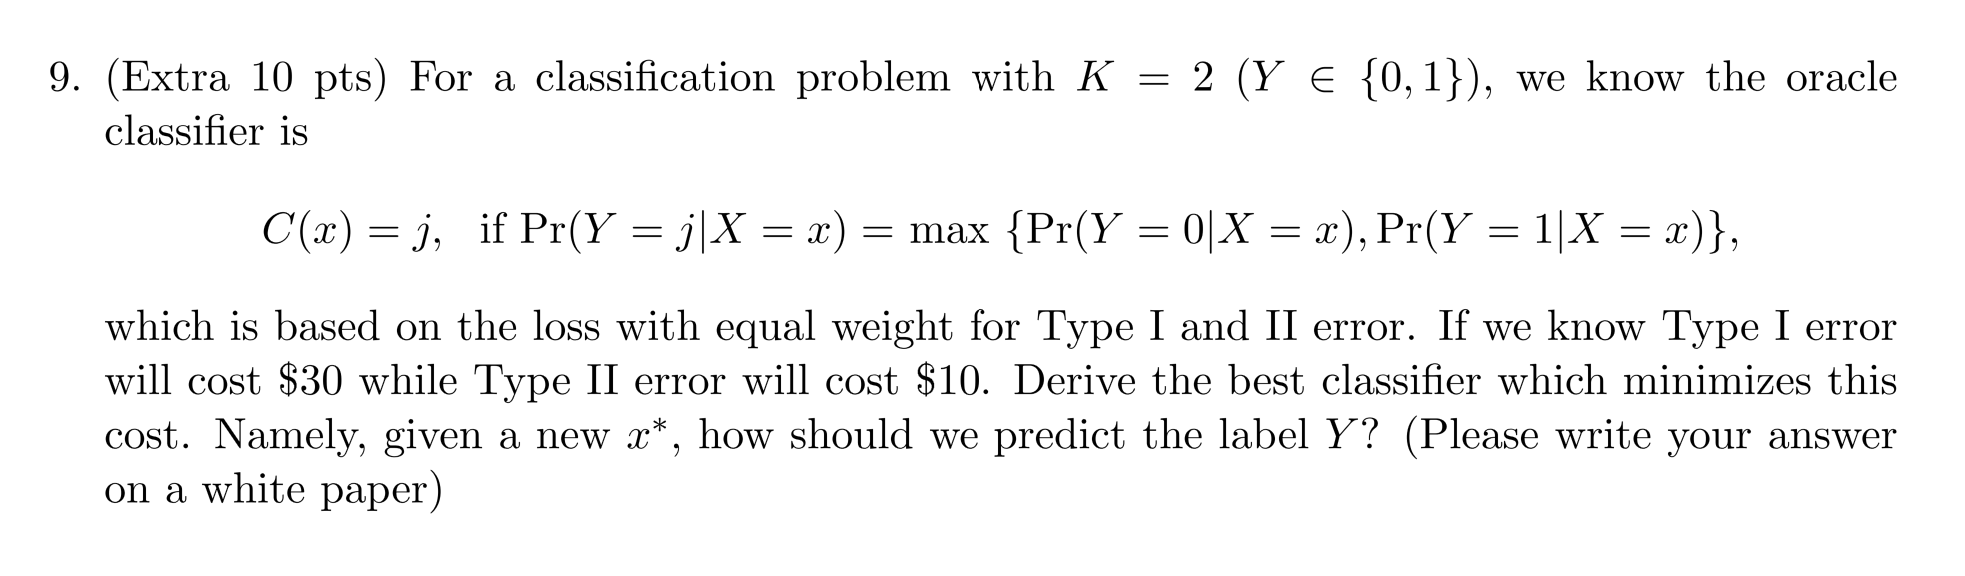 9. (Extra 10 pts) For a classification problem with K = 2 (Y ∈ {0, 1}), we know the oracle
classifier is
C(x) = j, if Pr(Y = j|X = x) = max {Pr(Y = 0|X = x), Pr(Y = 1|X = x)},
which is based on the loss with equal weight for Type I and II error. If we know Type I error
will cost $30 while Type II error will cost $10. Derive the best classifier which minimizes this
cost. Namely, given a new x*, how should we predict the label Y? (Please write your answer
on a white paper)